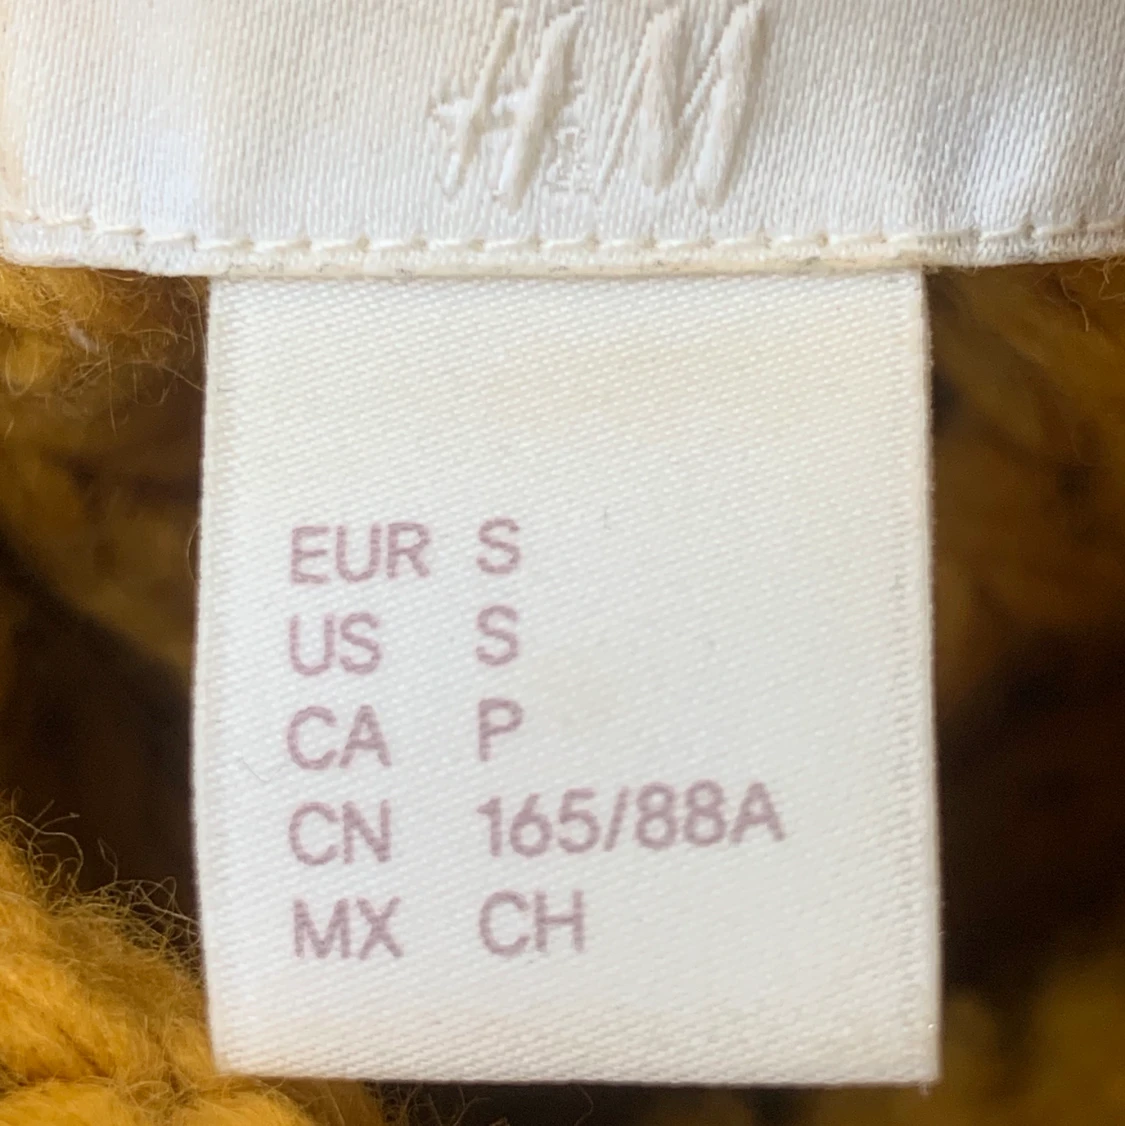 H&M
EUR S
US S
CA P
CN 165/88A
MX CH